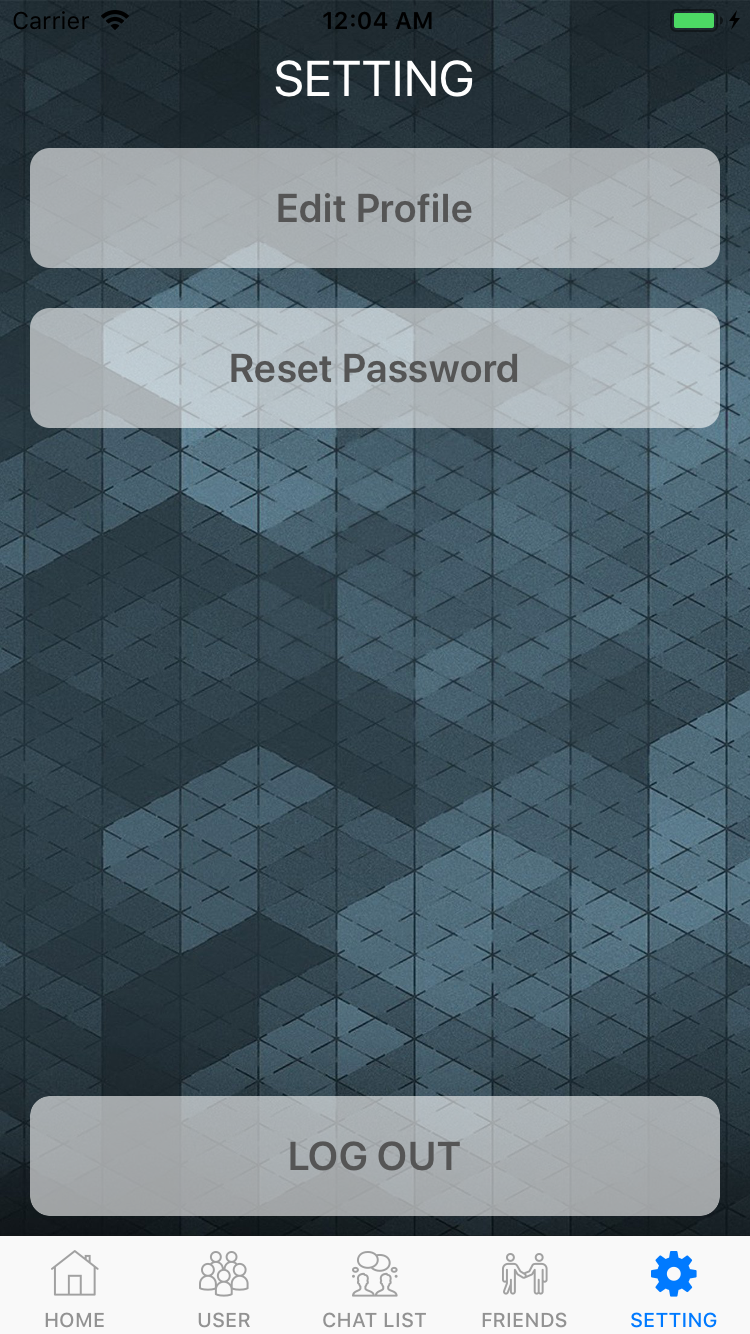 Carrier 12:04 AM
SETTING
Edit Profile
Reset Password
LOG OUT
HOME USER CHAT LIST FRIENDS SETTING